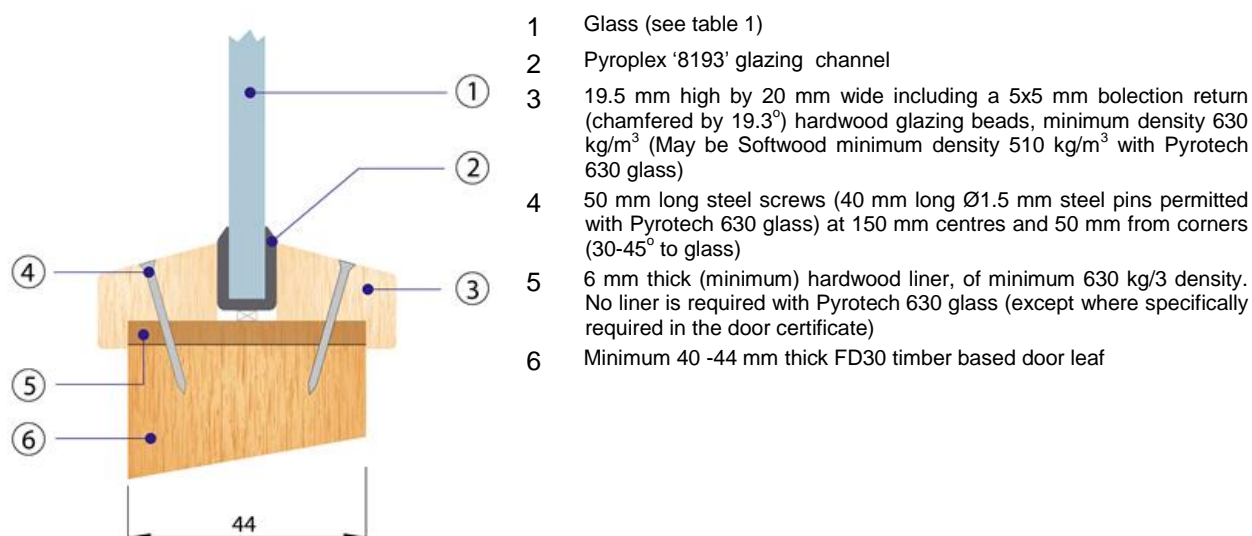 1 Glass (see table 1)
2 Pyroplex ‘8193’ glazing channel
3 19.5 mm high by 20 mm wide including a 5x5 mm bolection return
(chamfered by 19.3°) hardwood glazing beads, minimum density 630
kg/m³ (May be Softwood minimum density 510 kg/m³ with Pyrotech
630 glass)
4 50 mm long steel screws (40 mm long Ø1.5 mm steel pins permitted
with Pyrotech 630 glass) at 150 mm centres and 50 mm from corners
(30-45° to glass)
5 6 mm thick (minimum) hardwood liner, of minimum 630 kg/3 density.
No liner is required with Pyrotech 630 glass (except where specifically
required in the door certificate)
6 Minimum 40 -44 mm thick FD30 timber based door leaf
1
2
4
3
5
6
44